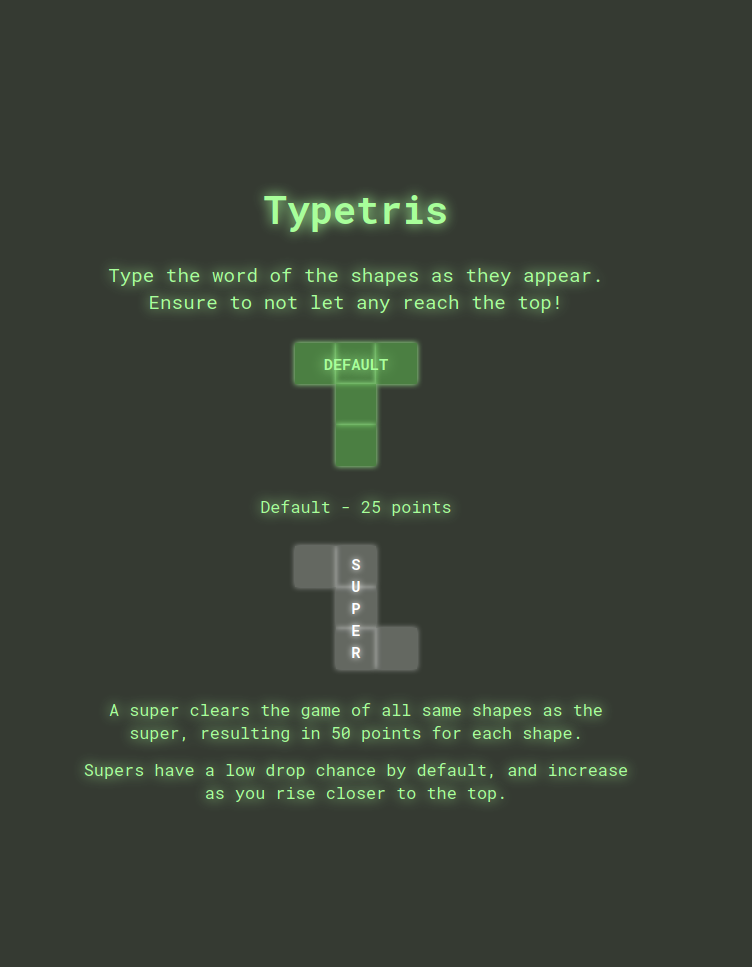 Typetris
Type the word of the shapes as they appear.
Ensure to not let any reach the top!
DEFAULT
Default - 25 points
S
U
P
E
R
A super clears the game of all same shapes as the
super, resulting in 50 points for each shape.
Supers have a low drop chance by default, and increase
as you rise closer to the top.